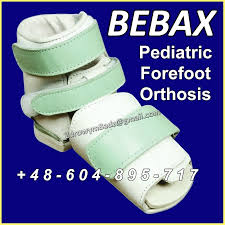 BEBAX
Pediatric
Forefoot
Orthosis
+48-604-895-717